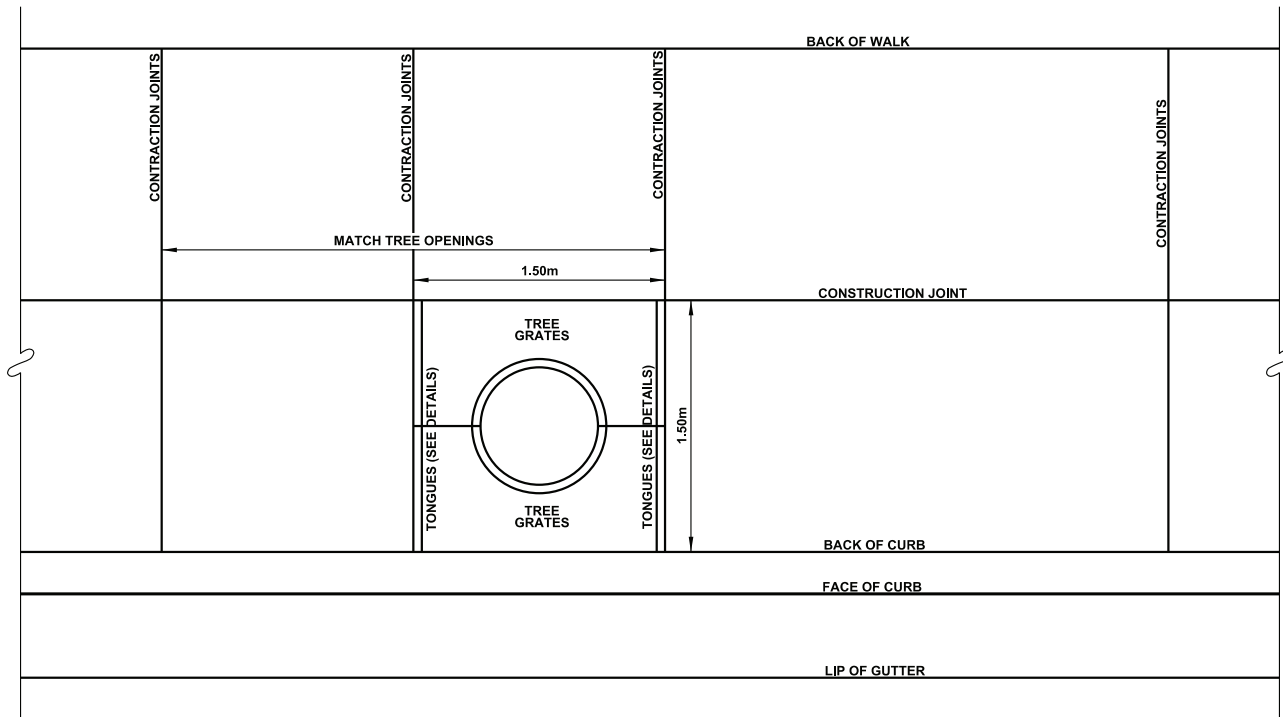 BACK OF WALK
CONTRACTION JOINTS
CONTRACTION JOINTS
CONTRACTION JOINTS
CONTRACTION JOINTS
MATCH TREE OPENINGS
1.50m
CONSTRUCTION JOINT
TREE
GRATES
TONGUES (SEE DETAILS)
TONGUES (SEE DETAILS)
1.50m
TREE
GRATES
BACK OF CURB
FACE OF CURB
LIP OF GUTTER